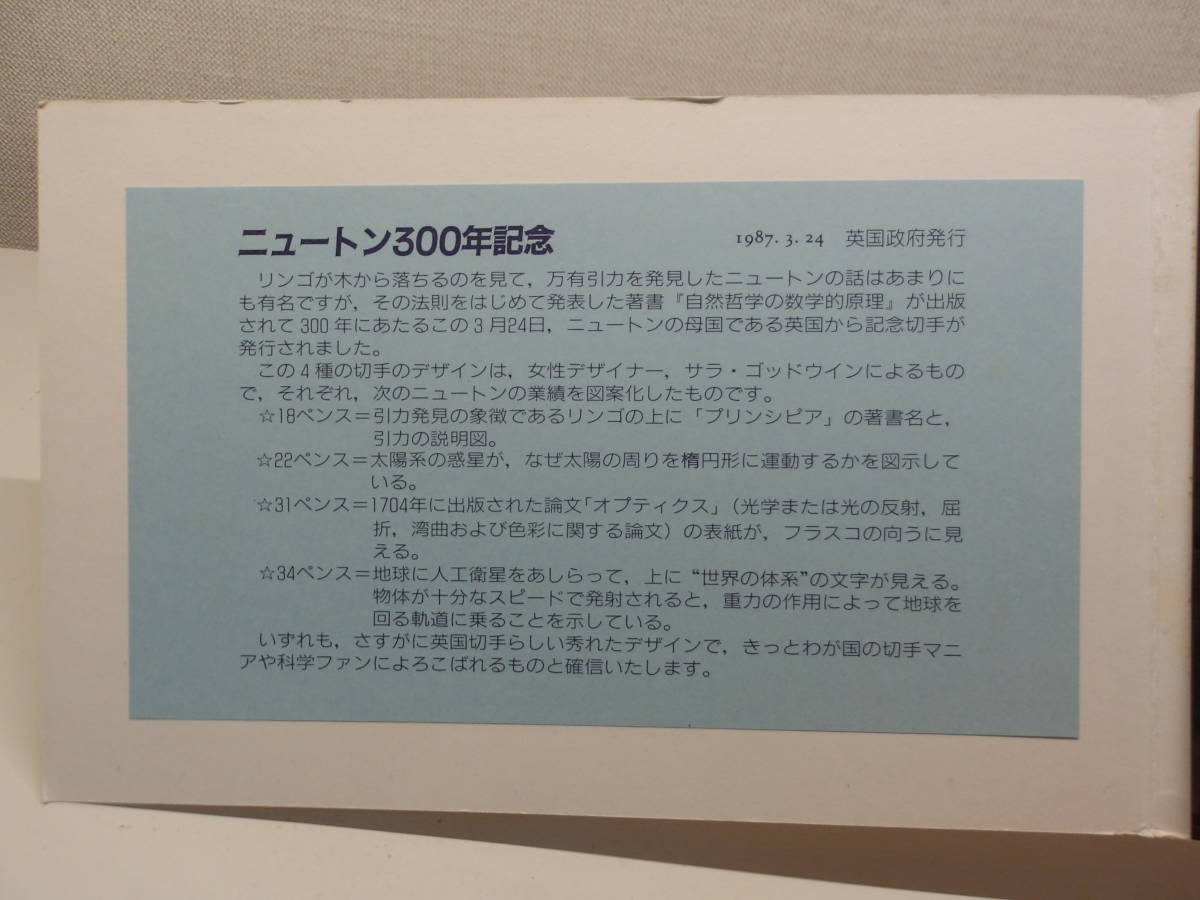 ニュートン300年記念
1987. 3. 24　英国政府発行
リンゴが木から落ちるのを見て，万有引力を発見したニュートンの話はあまりに
も有名ですが，その法則をはじめて発表した著書『自然哲学の数学的原理』が出版
されて300年にあたるこの3月24日，ニュートンの母国である英国から記念切手が
発行されました。
この4種の切手のデザインは，女性デザイナー，サラ・ゴッドウインによるもの
で，それぞれ，次のニュートンの業績を図案化したものです。
☆18ペンス＝引力発見の象徴であるリンゴの上に「プリンシピア」の著書名と，
引力の説明図。
☆22ペンス＝太陽系の惑星が，なぜ太陽の周りを楕円形に運動するかを図示して
いる。
☆31ペンス＝1704年に出版された論文「オプティクス」（光学または光の反射，屈
折，湾曲および色彩に関する論文）の表紙が，フラスコの向うに見
える。
☆34ペンス＝地球に人工衛星をあしらって，上に“世界の体系”の文字が見える。
物体が十分なスピードで発射されると，重力の作用によって地球を
回る軌道に乗ることを示している。
いずれも，さすがに英国切手らしい秀れたデザインで，きっとわが国の切手マニ
アや科学ファンによろこばれるものと確信いたします。